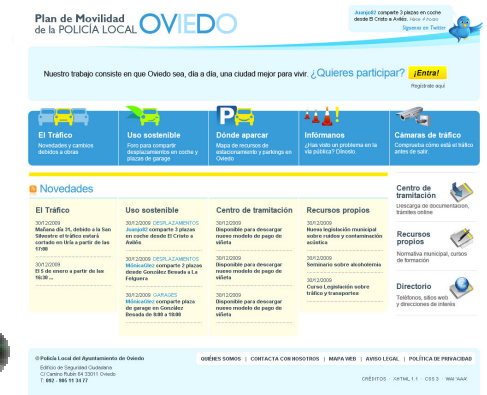 Plan de Movilidad
de la POLICÍA LOCAL OVIEDO
Juanjo82 comparte 3 plazas en coche
desde El Cristo a Avilés. Hace 4 horas
Síguenos en Twitter
Nuestro trabajo consiste en que Oviedo sea, día a día, una ciudad mejor para vivir. ¿Quieres participar? ¡Entra!
Regístrate aquí
El Tráfico
Novedades y cambios
debidos a obras
Uso sostenible
Foro para compartir
desplazamientos en coche y
plazas de garage
Dónde aparcar
Mapa de recursos de
estacionamiento y parkings en
Oviedo
Infórmanos
¿Has visto un problema en la
vía pública? Dínoslo
Cámaras de tráfico
Comprueba cómo está el tráfico
antes de salir.
Novedades
El Tráfico
30/12/2009
Mañana día 31, debido a la San
Silvestre el tráfico estará
cortado en Uría a partir de las
17:00
30/12/2009
El 5 de enero a partir de las
16:30 ...
Uso sostenible
30/12/2009 DESPLAZAMIENTOS
Juanjo82 comparte 3 plazas
en coche desde El Cristo a
Avilés
30/12/2009 DESPLAZAMIENTOS
MónicaGlez comparte 2 plazas
desde González Besada a La
Felguera
30/12/2009 GARAGES
MónicaGlez comparte plaza
de garage en González
Besada de 8:00 a 18:00
Centro de tramitación
30/12/2009
Disponible para descargar
nuevo modelo de pago de
viñeta
30/12/2009
Disponible para descargar
nuevo modelo de pago de
viñeta
30/12/2009
Disponible para descargar
nuevo modelo de pago de
viñeta
Recursos propios
30/12/2009
Nueva legislación municipal
sobre ruidos y contaminación
acústica
30/12/2009
Seminario sobre alcoholemia
30/12/2009
Curso Legislación sobre
tráfico y transportes
Centro de
tramitación
Descarga de documentacion,
trámites online
Recursos
propios
Normativa municipal, cursos
de formación
Directorio
Teléfonos, sitios web
y direcciones de interés
© Policía Local del Ayuntamiento de Oviedo
Edificio de Seguridad Ciudadana
C/ Camino Rubín 64 33011 Oviedo
T: 092 - 985 11 34 77
QUIÉNES SOMOS | CONTACTA CON NOSOTROS | MAPA WEB | AVISO LEGAL | POLÍTICA DE PRIVACIDAD
CRÉDITOS · XHTML 1.1 · CSS 3 · WAI 'AAA'